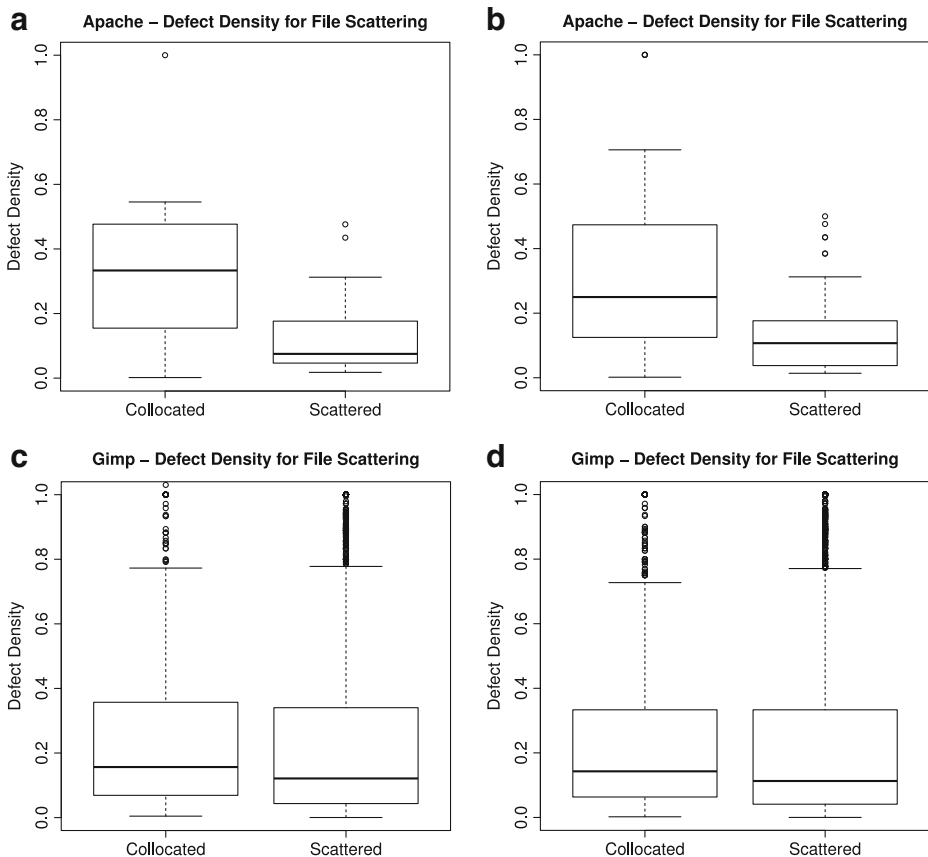 a
Apache – Defect Density for File Scattering
Defect Density
1.0
0.8
0.6
0.4
0.2
0.0
Collocated
Scattered
b
Apache – Defect Density for File Scattering
Defect Density
1.0
0.8
0.6
0.4
0.2
0.0
Collocated
Scattered
c
Gimp – Defect Density for File Scattering
Defect Density
1.0
0.8
0.6
0.4
0.2
0.0
Collocated
Scattered
d
Gimp – Defect Density for File Scattering
Defect Density
1.0
0.8
0.6
0.4
0.2
0.0
Collocated
Scattered